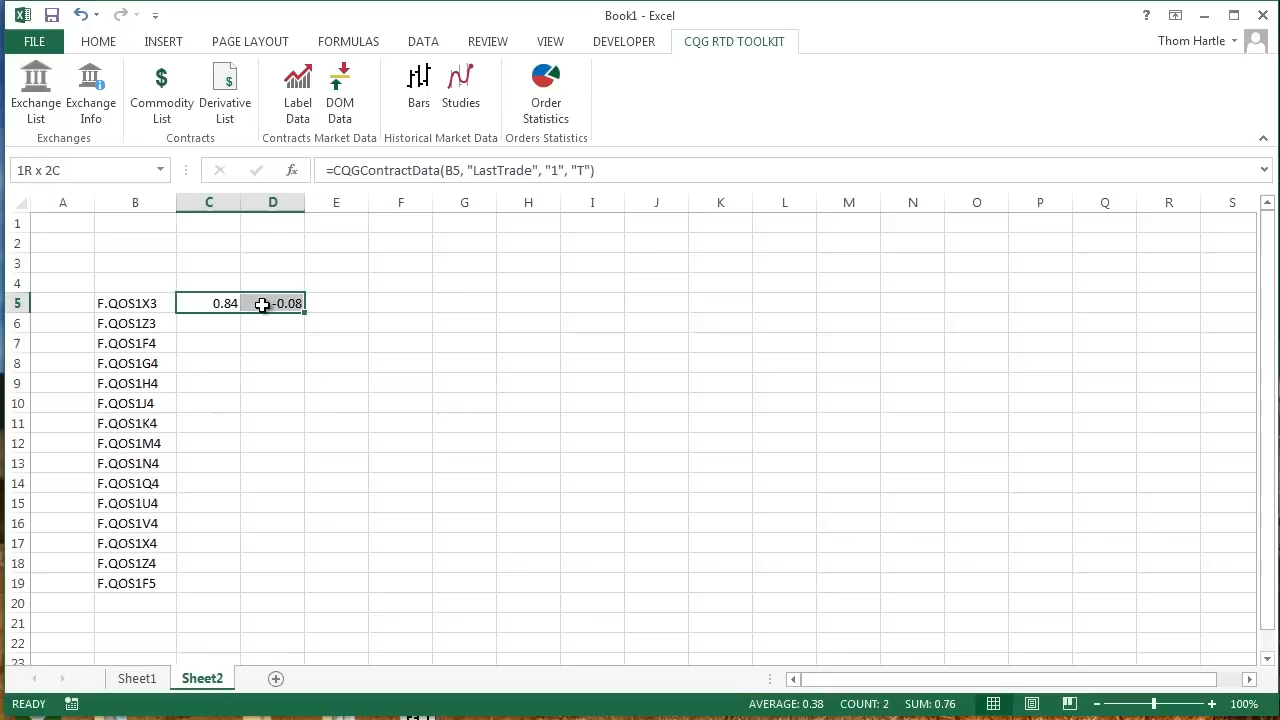 Book1 - Excel
?
FILE HOME INSERT PAGE LAYOUT FORMULAS DATA REVIEW VIEW DEVELOPER CQG RTD TOOLKIT Thom Hartle
Exchange List Exchange Info Commodity List Derivative List Label Data DOM Data Bars Studies Order Statistics
Exchanges Contracts Contracts Market Data Historical Market Data Orders Statistics
1R x 2C fx =CQGContractData(B5, "LastTrade", "1", "T")
A B C D E F G H I J K L M N O P Q R S
1
2
3
4
5 F.QOS1X3 0.84 -0.08
6 F.QOS1Z3
7 F.QOS1F4
8 F.QOS1G4
9 F.QOS1H4
10 F.QOS1J4
11 F.QOS1K4
12 F.QOS1M4
13 F.QOS1N4
14 F.QOS1Q4
15 F.QOS1U4
16 F.QOS1V4
17 F.QOS1X4
18 F.QOS1Z4
19 F.QOS1F5
20
21
22
23
Sheet1 Sheet2
READY AVERAGE: 0.38 COUNT: 2 SUM: 0.76 100%